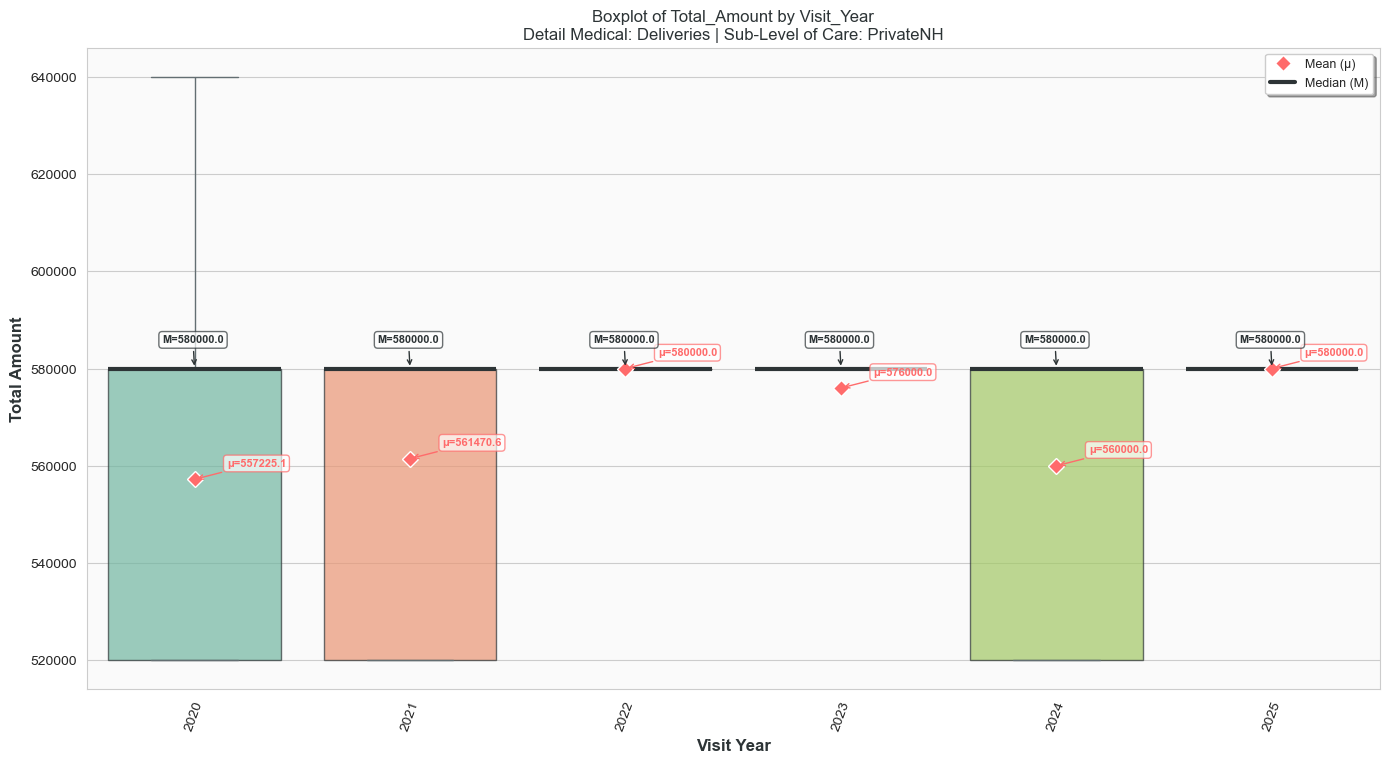 Boxplot of Total_Amount by Visit_Year
Detail Medical: Deliveries | Sub-Level of Care: PrivateNH
Mean (μ)
Median (M)
Total Amount
640000
620000
600000
580000
560000
540000
520000
M=580000.0
M=580000.0
M=580000.0
M=580000.0
M=580000.0
M=580000.0
μ=557225.1
μ=561470.6
μ=580000.0
μ=576000.0
μ=560000.0
μ=580000.0
2020
2021
2022
2023
2024
2025
Visit Year